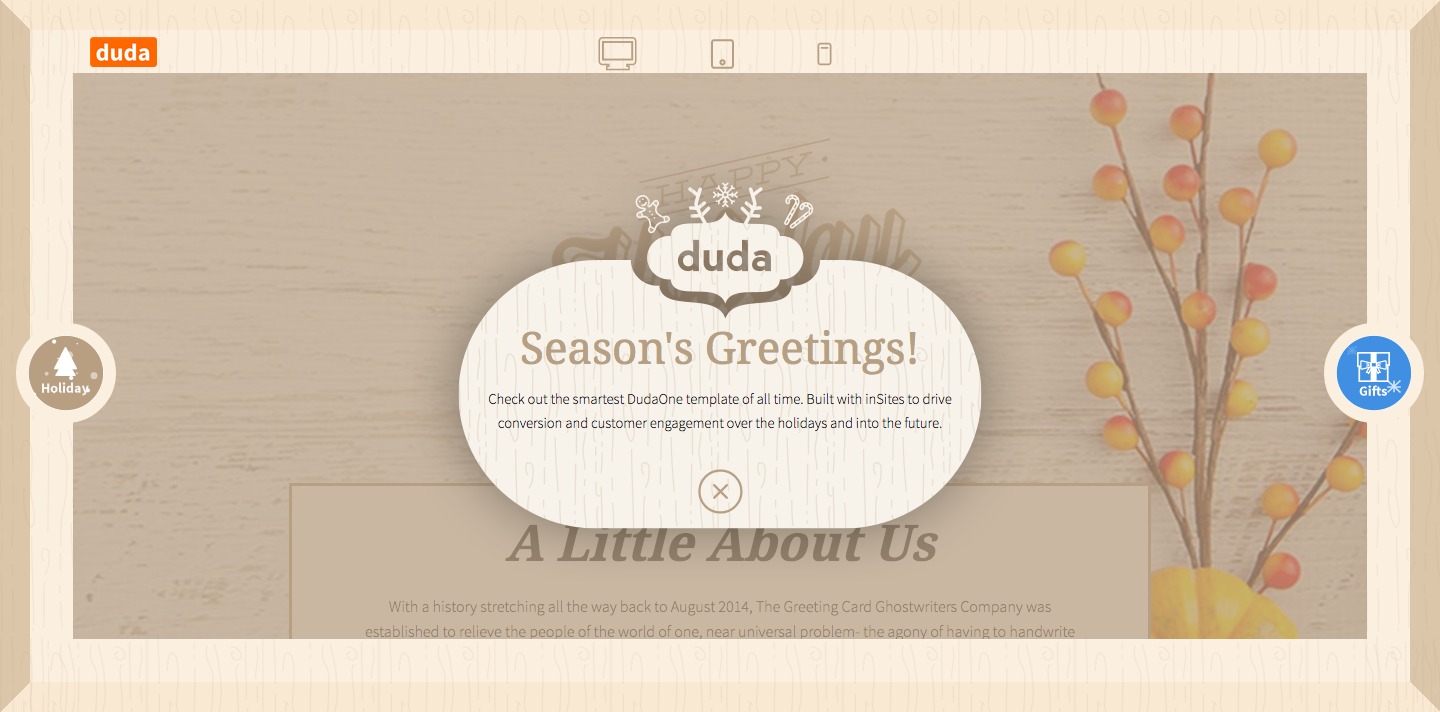 duda
HAPPY
duda
Season's Greetings!
Check out the smartest DudaOne template of all time. Built with inSites to drive
conversion and customer engagement over the holidays and into the future.
Holiday
Gifts
A Little About Us
With a history stretching all the way back to August 2014, The Greeting Card Ghostwriters Company was
established to relieve the people of the world of one, near universal problem- the agony of having to handwrite